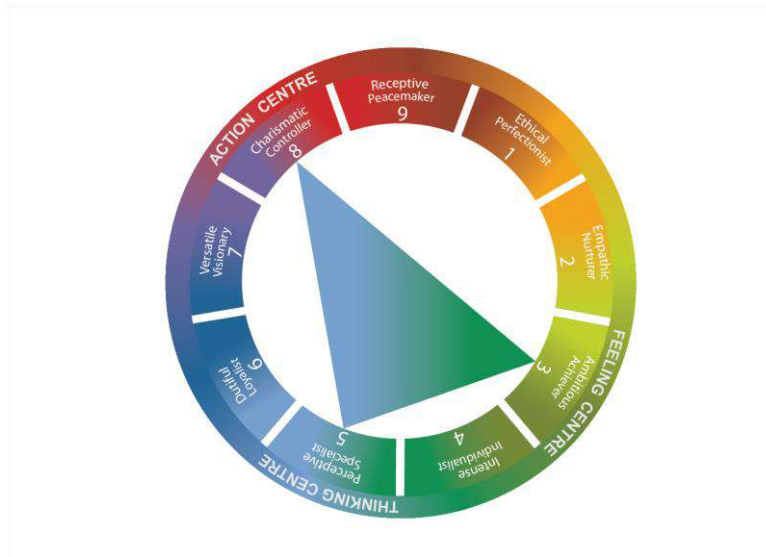 ACTION CENTRE
Receptive
Peacemaker
9
Ethical
Perfectionist
1
Empathic
Nurturer
2
FEELING CENTRE
Ambitious
Achiever
3
Intense
Individualist
4
THINKING CENTRE
Perceptive
Specialist
5
Dutiful
Loyalist
6
Versatile
Visionary
7
Charismatic
Controller
8